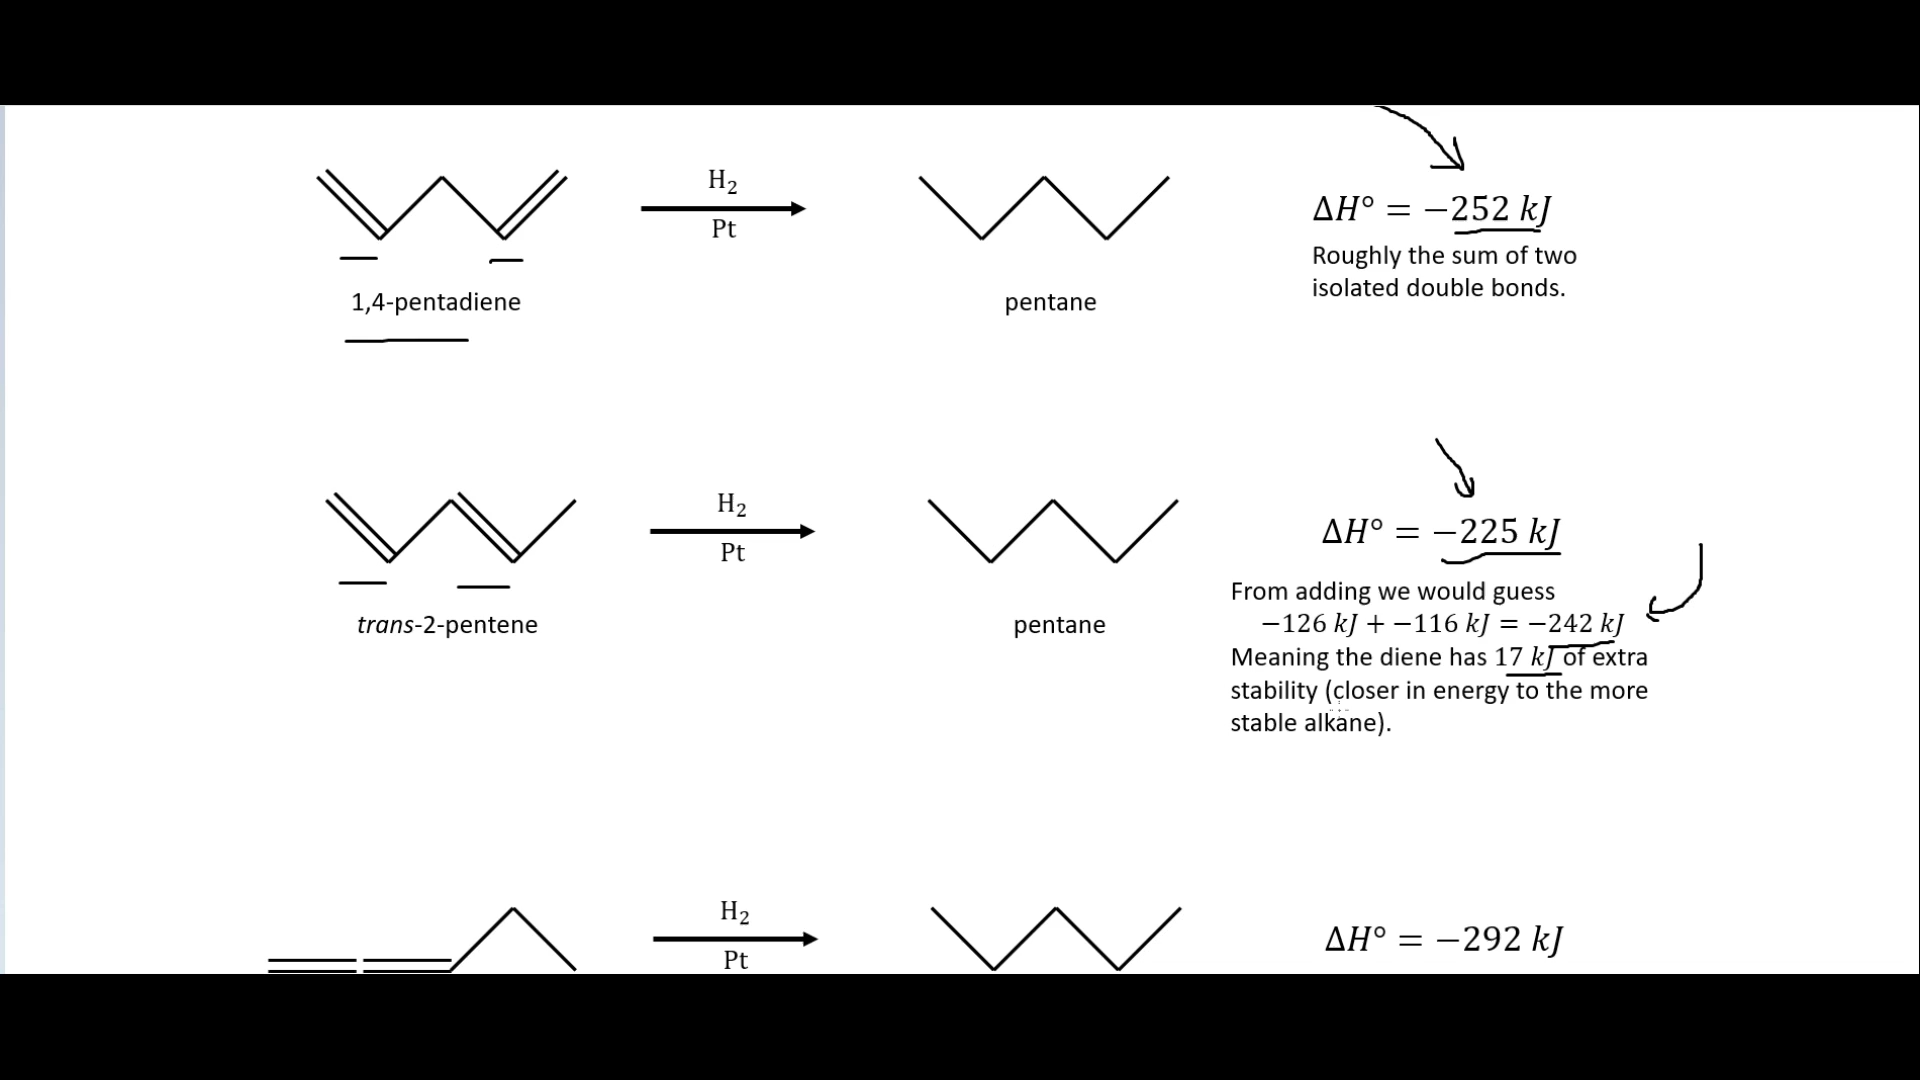 H₂
Pt
ΔH° = −252 kJ
Roughly the sum of two
isolated double bonds.
1,4-pentadiene
pentane
H₂
Pt
ΔH° = −225 kJ
From adding we would guess
−126 kJ + −116 kJ = −242 kJ
Meaning the diene has 17 kJ of extra
stability (closer in energy to the more
stable alkane).
trans-2-pentene
pentane
H₂
Pt
ΔH° = −292 kJ